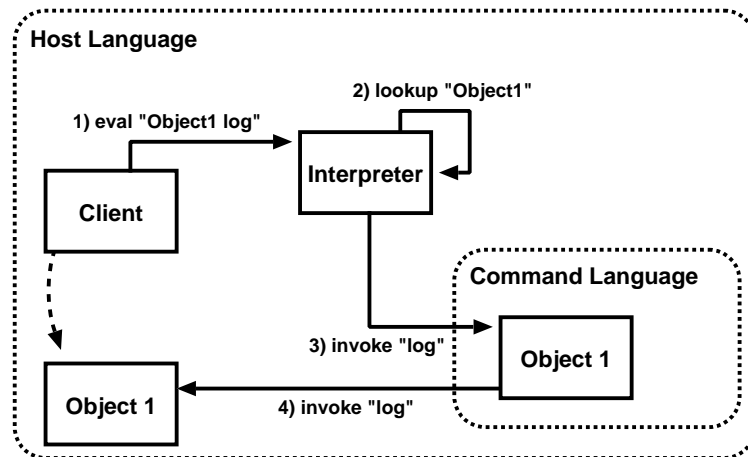 Host Language
2) lookup "Object1"
1) eval "Object1 log"
Interpreter
Client
Command Language
3) invoke "log"
Object 1
Object 1
4) invoke "log"